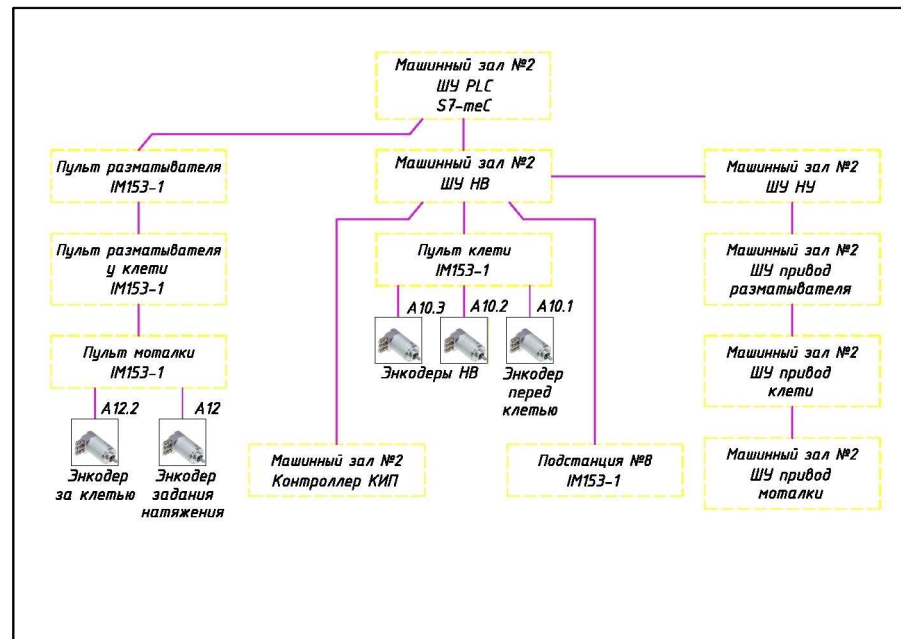 Машинный зал №2
ШУ PLC
S7-meC
Пульт разматывателя
IM153-1
Машинный зал №2
ШУ НВ
Машинный зал №2
ШУ НУ
Пульт разматывателя
у клети
IM153-1
Пульт клети
IM153-1
Машинный зал №2
ШУ привод
разматывателя
A10.3
A10.2
A10.1
Пульт моталки
IM153-1
Энкодеры НВ
Энкодер
перед
клетью
Машинный зал №2
ШУ привод
клети
A12.2
A12
Энкодер
за клетью
Энкодер
задания
натяжения
Машинный зал №2
Контроллер КИП
Подстанция №8
IM153-1
Машинный зал №2
ШУ привод
моталки